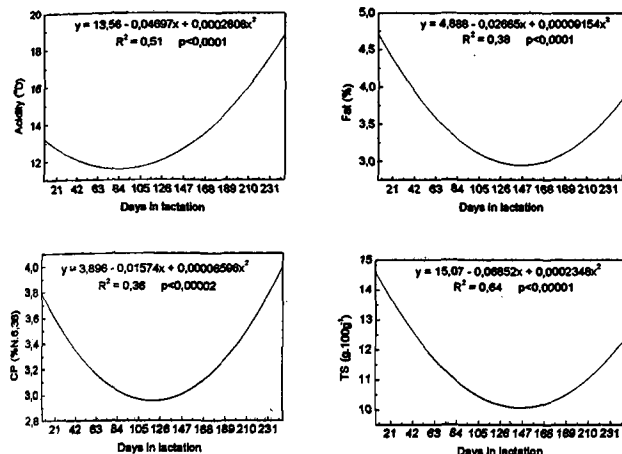 y = 13,56 - 0,04697x + 0,0002808x²
R² = 0,51 p<0,0001
Acidity (°D)
20
18
16
14
12
21 42 63 84 105 126 147 168 189 210 231
Days in lactation
y = 4,888 - 0,02665x + 0,00009154x²
R² = 0,38 p<0,0001
Fat (%)
5,0
4,5
4,0
3,5
3,0
21 42 63 84 105 126 147 168 189 210 231
Days in lactation
y = 3,896 - 0,01574x + 0,00006596x²
R² = 0,36 p<0,00002
CP (%N.6,38)
4,0
3,8
3,6
3,4
3,2
3,0
2,8
21 42 63 84 105 126 147 168 189 210 231
Days in lactation
y = 15,07 - 0,06852x + 0,0002348x²
R² = 0,64 p<0,00001
TS (g.100g¹)
15
14
13
12
11
10
21 42 63 84 105 126 147 168 189 210 231
Days in lactation